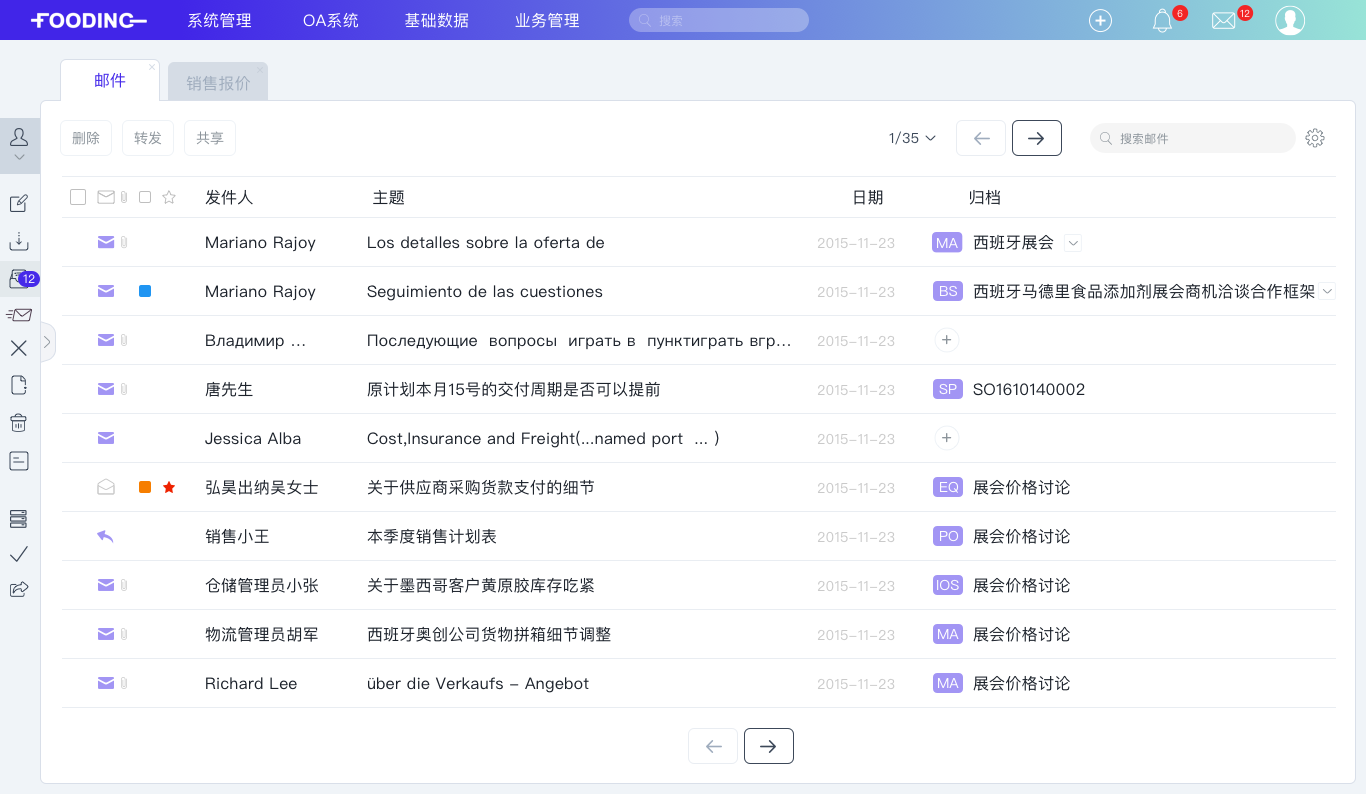 FOODING 系统管理 OA系统 基础数据 业务管理 搜索 6 12
邮件 销售报价
删除 转发 共享 1/35 搜索邮件
发件人 主题 日期 归档
Mariano Rajoy Los detalles sobre la oferta de 2015-11-23 MA 西班牙展会
12 Mariano Rajoy Seguimiento de las cuestiones 2015-11-23 BS 西班牙马德里食品添加剂展会商机洽谈合作框架
Владимир ... Последующие вопросы играть в пунктиграть вгр... 2015-11-23
唐先生 原计划本月15号的交付周期是否可以提前 2015-11-23 SP SO1610140002
Jessica Alba Cost,Insurance and Freight(...named port ... ) 2015-11-23
弘昊出纳吴女士 关于供应商采购货款支付的细节 2015-11-23 EQ 展会价格讨论
销售小王 本季度销售计划表 2015-11-23 PO 展会价格讨论
仓储管理员小张 关于墨西哥客户黄原胶库存吃紧 2015-11-23 IOS 展会价格讨论
物流管理员胡军 西班牙奥创公司货物拼箱细节调整 2015-11-23 MA 展会价格讨论
Richard Lee über die Verkaufs – Angebot 2015-11-23 MA 展会价格讨论